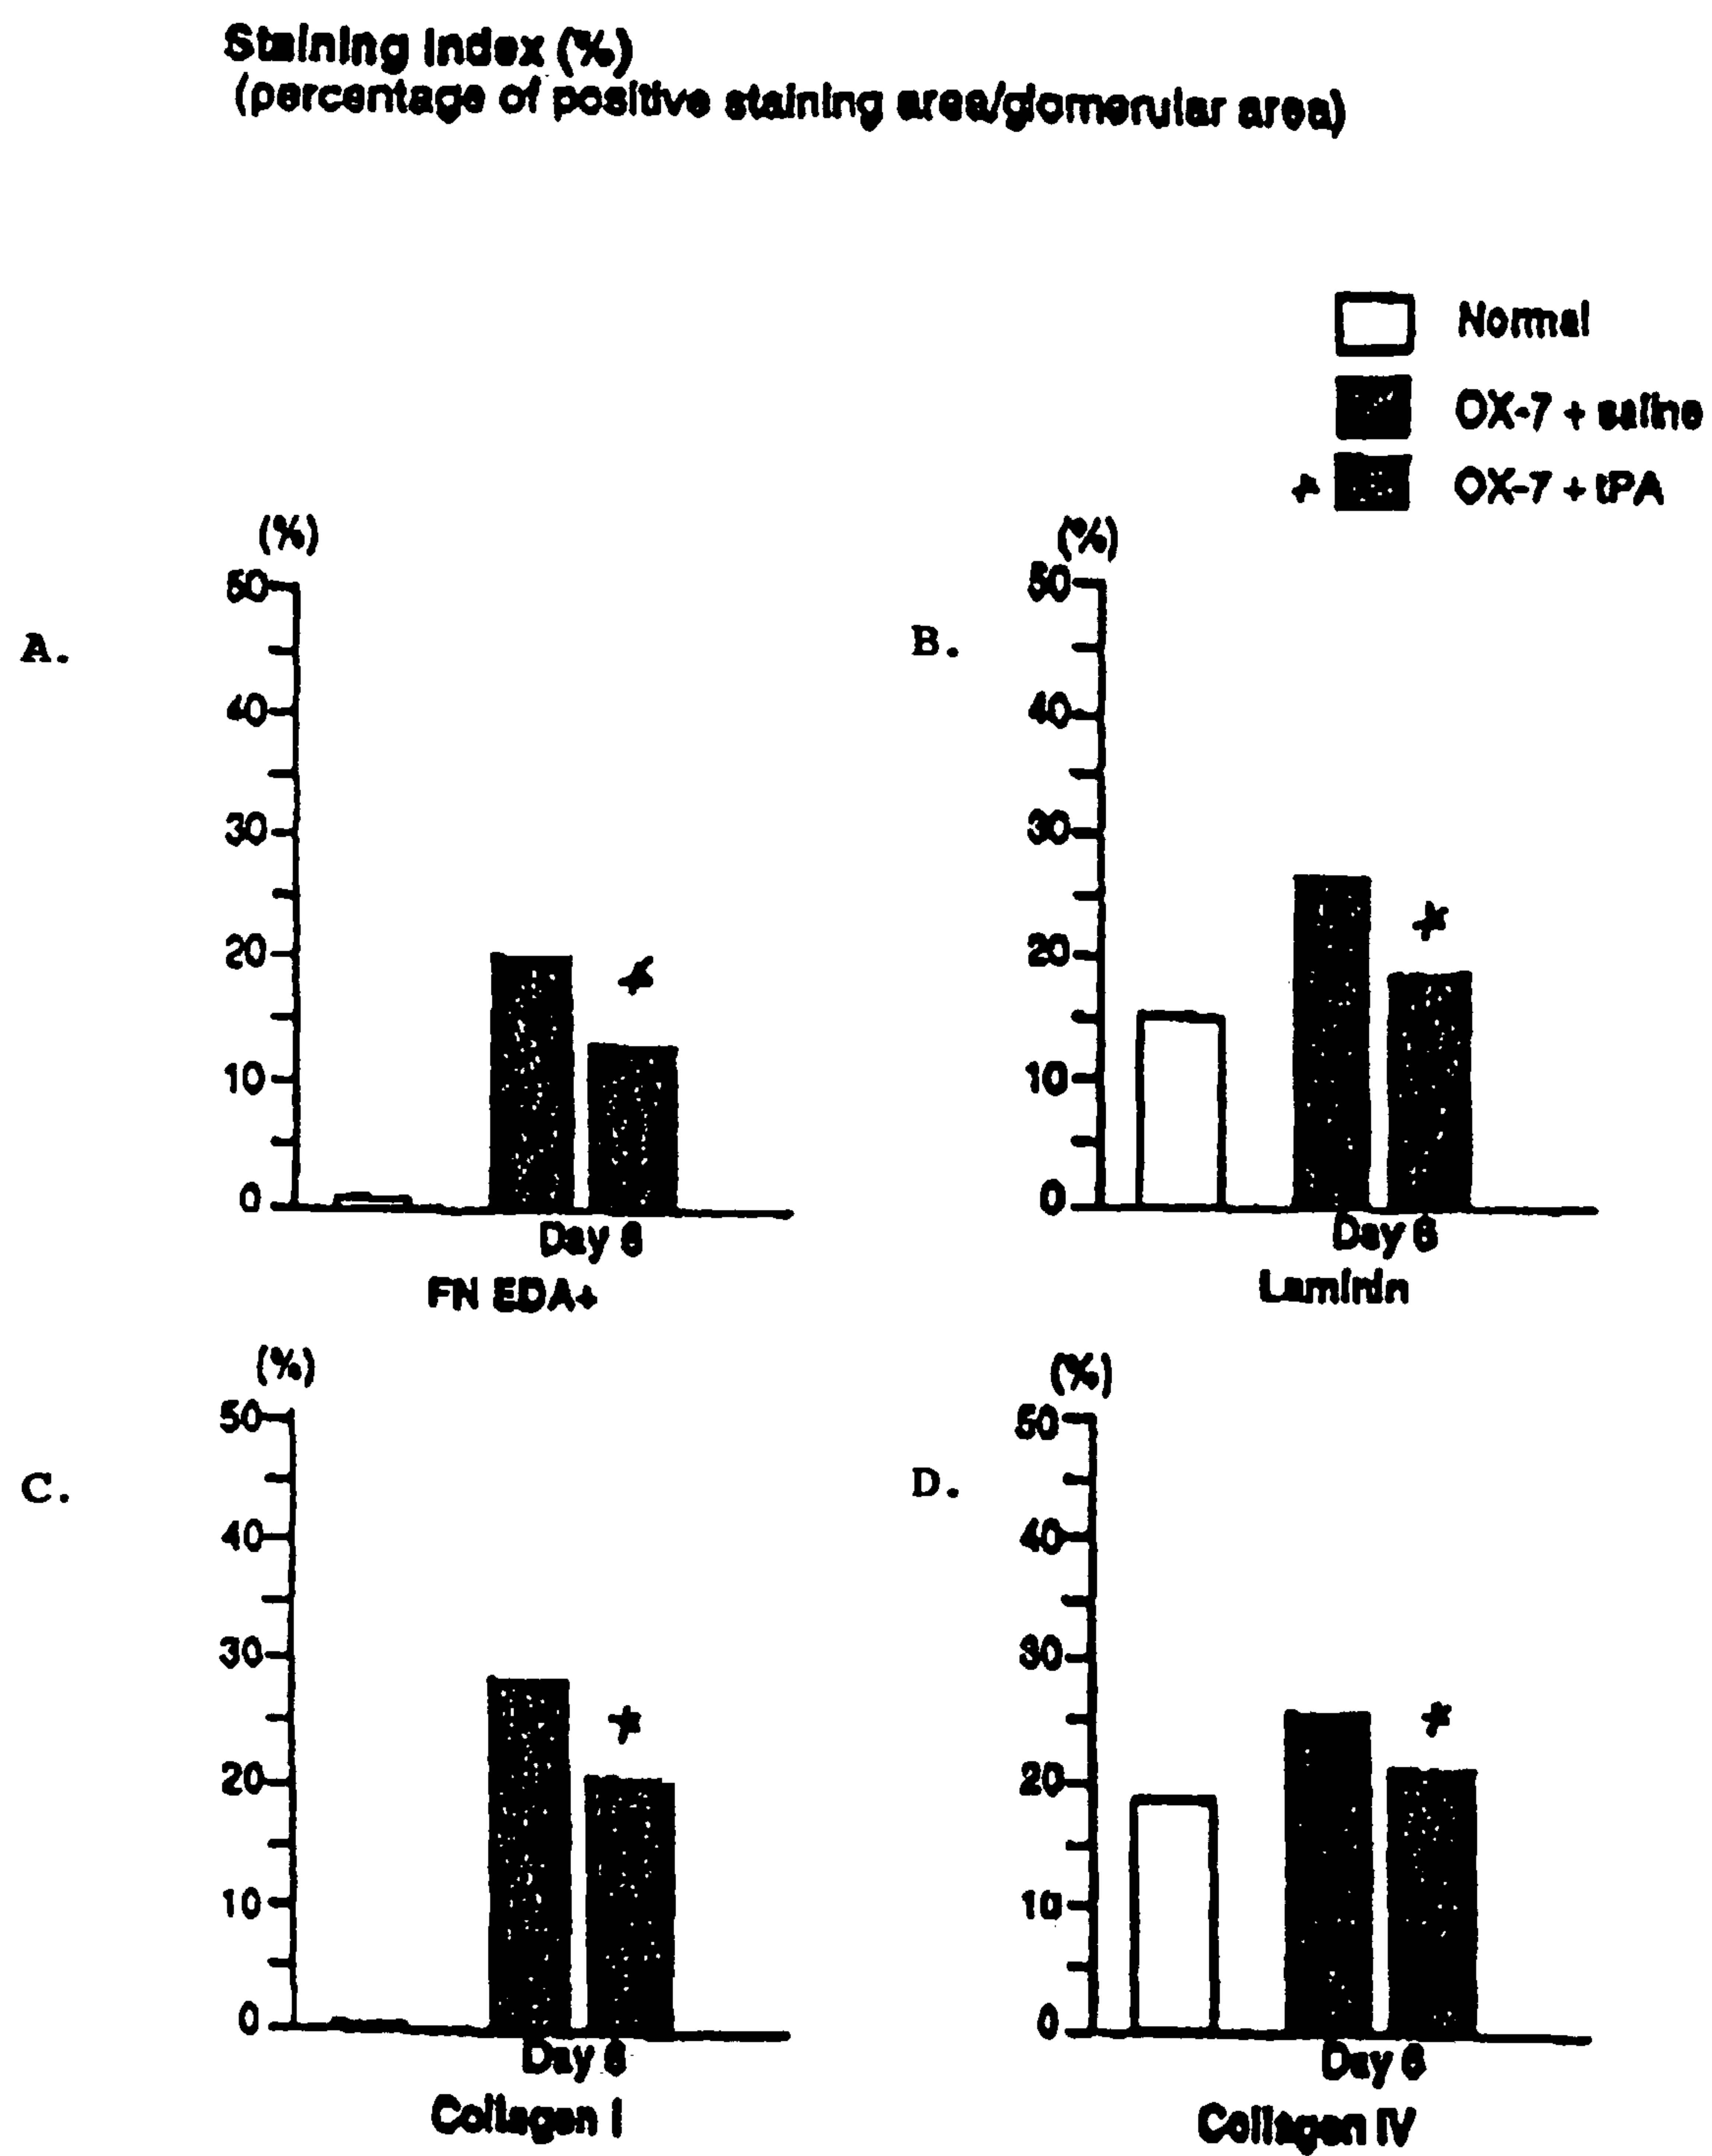 Staining Index (%)
(percentage of positive staining area/glomerular area)
Normal
OX-7 + saline
* OX-7 + tPA
A.
(%)
50
40
30
20
*
10
0
Day 6
FN EDA+
B.
(%)
50
40
30
20
*
10
0
Day 6
Laminin
C.
(%)
50
40
30
20
*
10
0
Day 6
Collagen I
D.
(%)
50
40
30
20
*
10
0
Day 6
Collagen IV